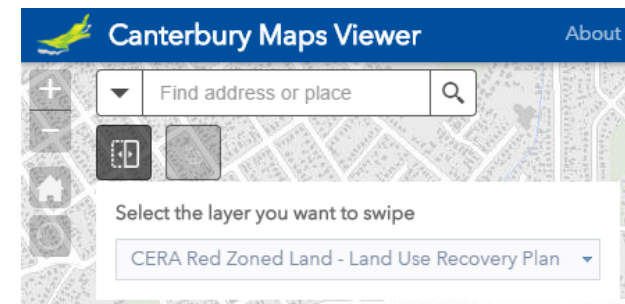 Canterbury Maps Viewer About
Find address or place
Select the layer you want to swipe
CERA Red Zoned Land - Land Use Recovery Plan